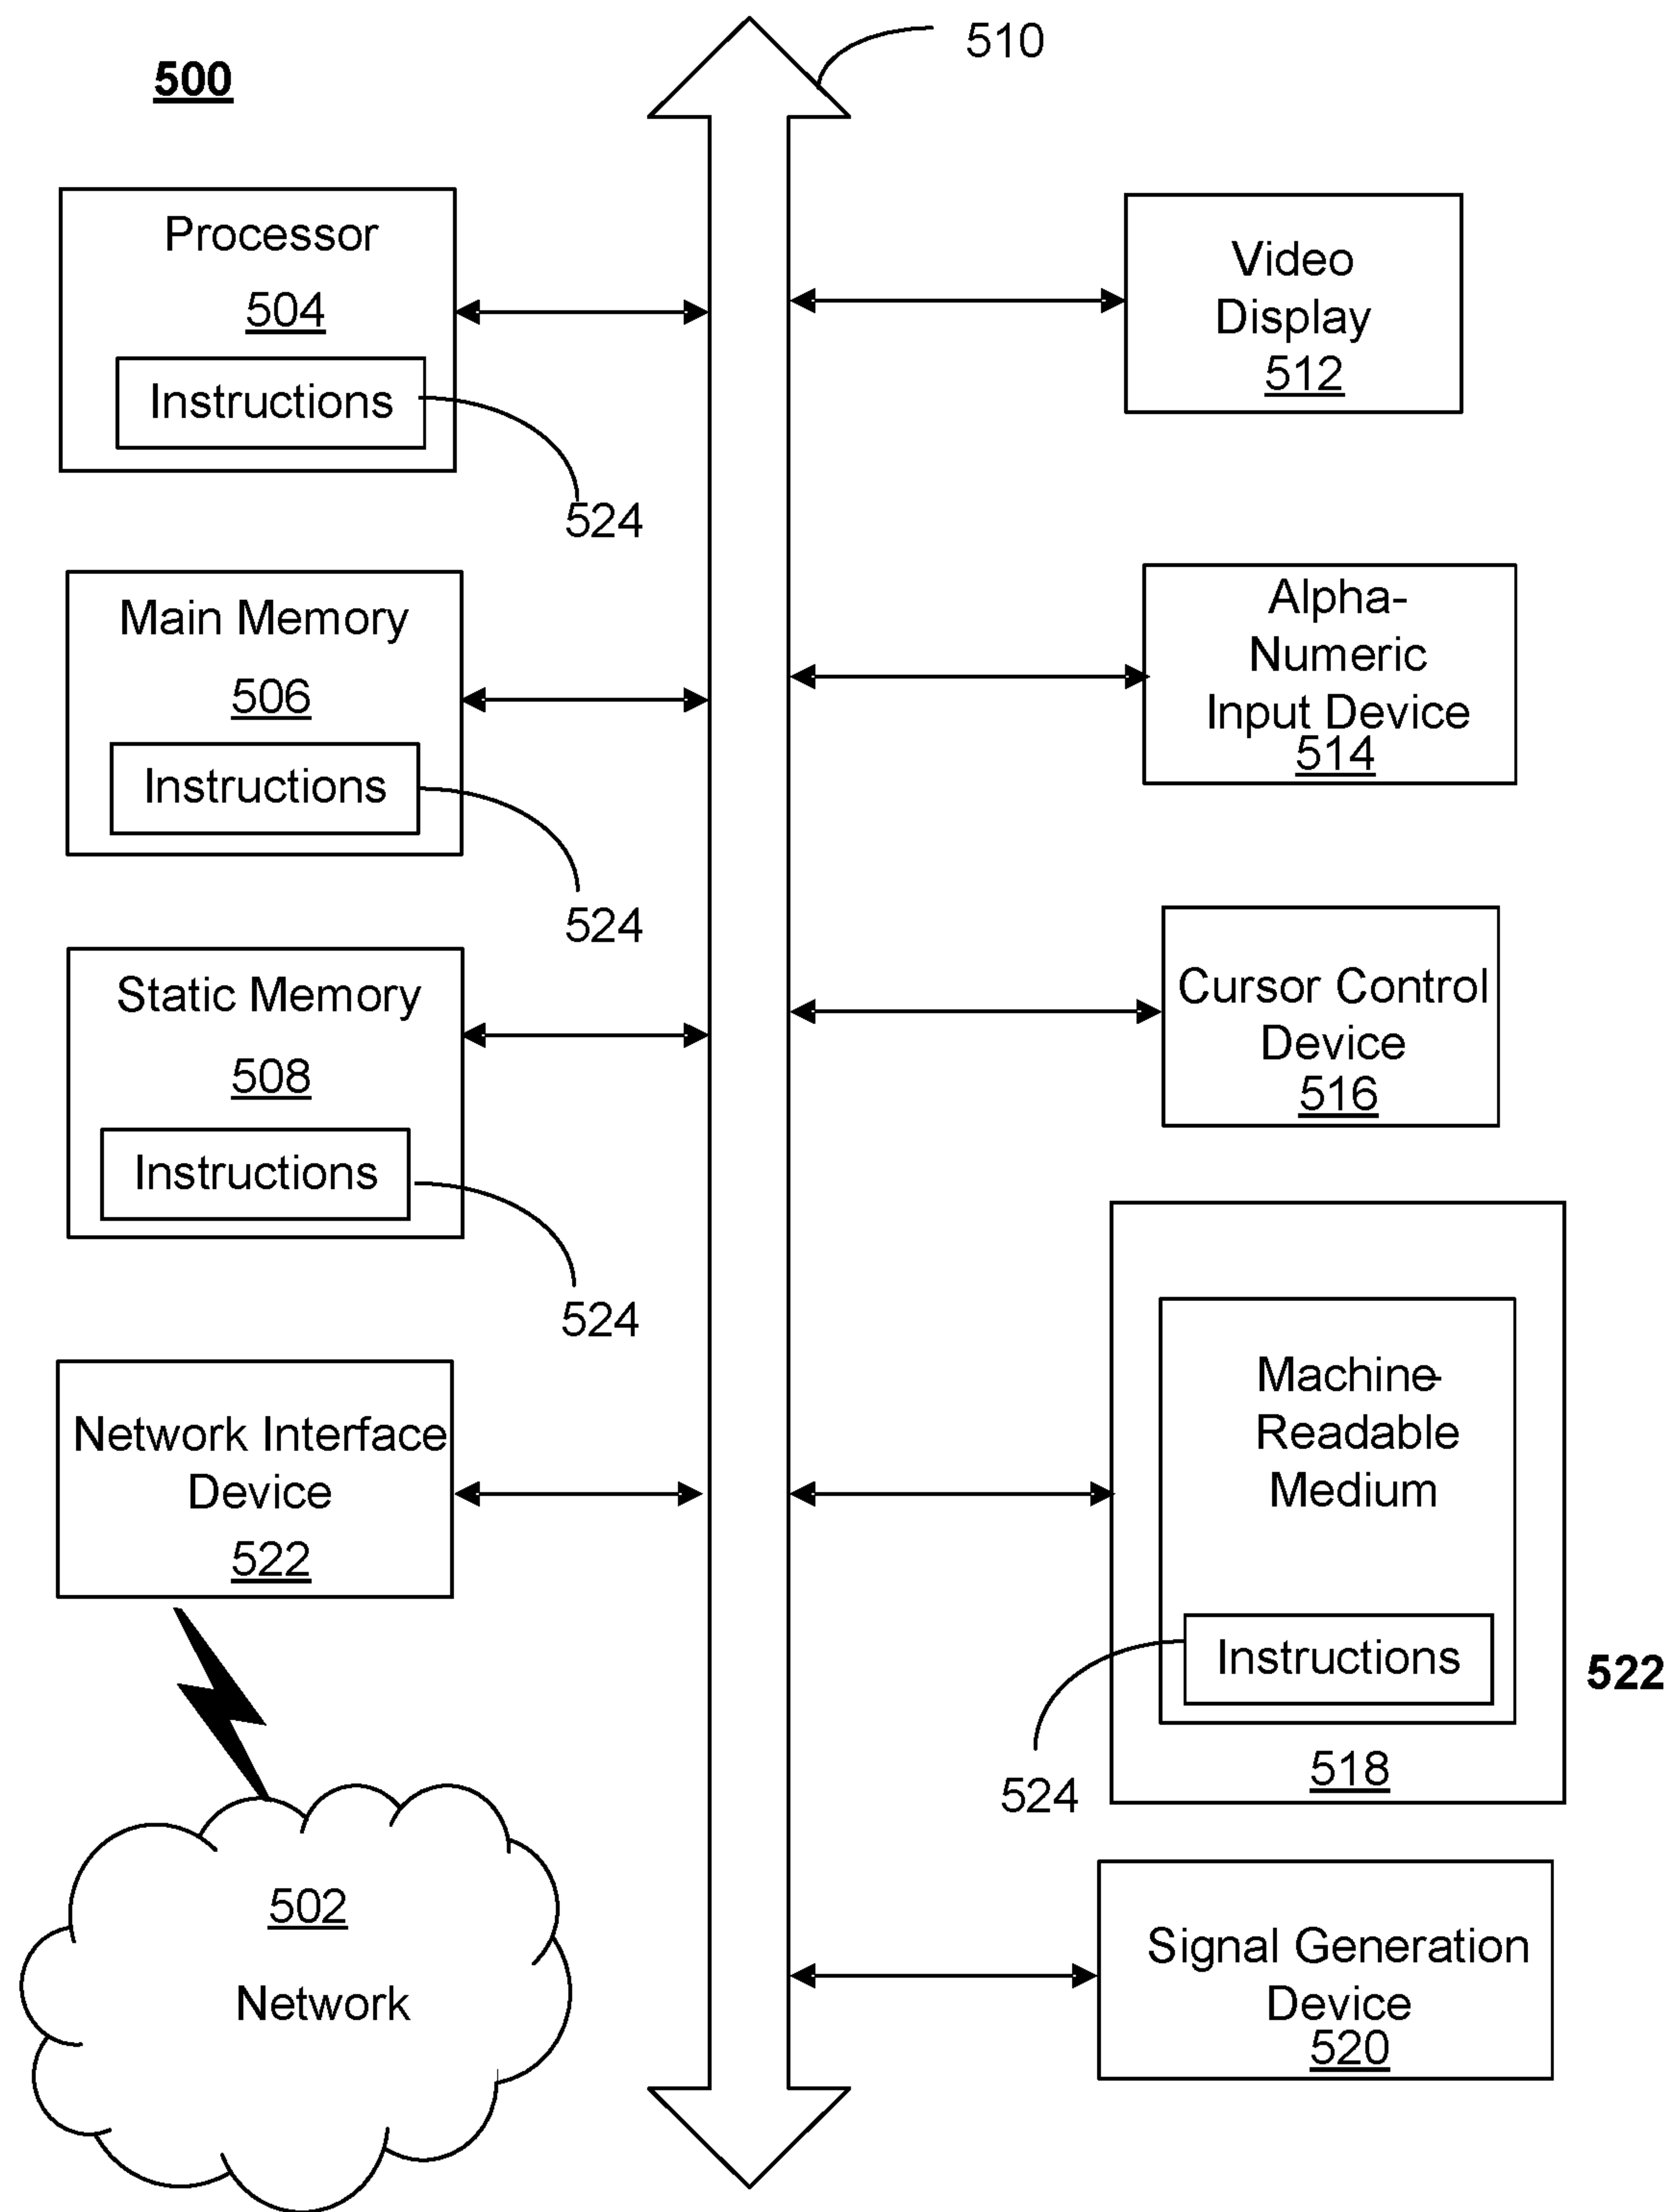 500
510
Processor
504
Instructions
524
Main Memory
506
Instructions
524
Static Memory
508
Instructions
524
Network Interface
Device
522
502
Network
Video
Display
512
Alpha-
Numeric
Input Device
514
Cursor Control
Device
516
Machine-
Readable
Medium
Instructions
522
518
524
Signal Generation
Device
520